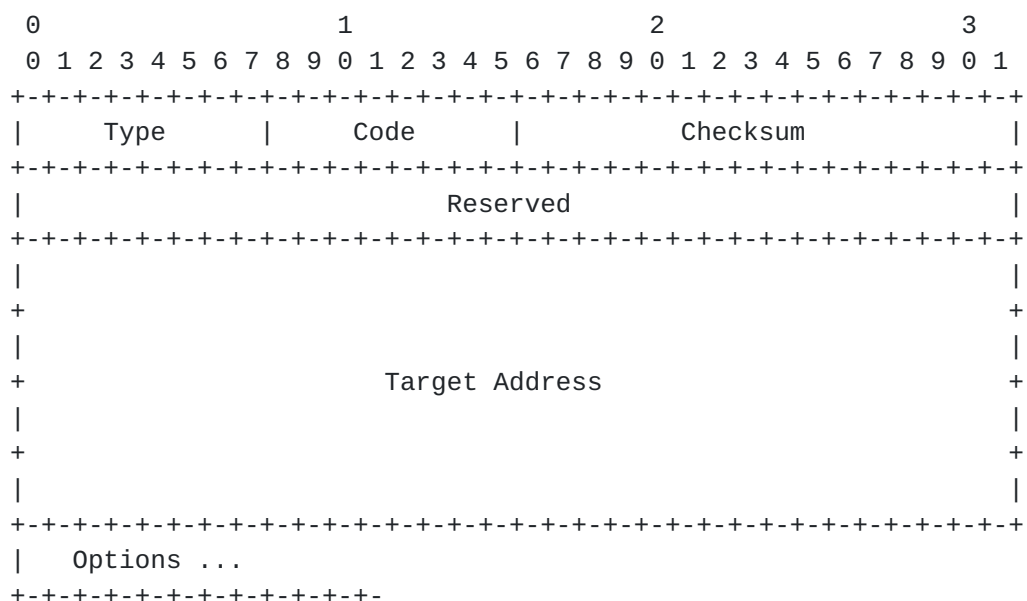 0                   1                   2                   3
 0 1 2 3 4 5 6 7 8 9 0 1 2 3 4 5 6 7 8 9 0 1 2 3 4 5 6 7 8 9 0 1
+-+-+-+-+-+-+-+-+-+-+-+-+-+-+-+-+-+-+-+-+-+-+-+-+-+-+-+-+-+-+-+-+
|     Type      |     Code      |          Checksum             |
+-+-+-+-+-+-+-+-+-+-+-+-+-+-+-+-+-+-+-+-+-+-+-+-+-+-+-+-+-+-+-+-+
|                           Reserved                            |
+-+-+-+-+-+-+-+-+-+-+-+-+-+-+-+-+-+-+-+-+-+-+-+-+-+-+-+-+-+-+-+-+
|                                                               |
+                                                               +
|                                                               |
+                       Target Address                          +
|                                                               |
+                                                               +
|                                                               |
+-+-+-+-+-+-+-+-+-+-+-+-+-+-+-+-+-+-+-+-+-+-+-+-+-+-+-+-+-+-+-+-+
|   Options ...
+-+-+-+-+-+-+-+-+-+-+-+-